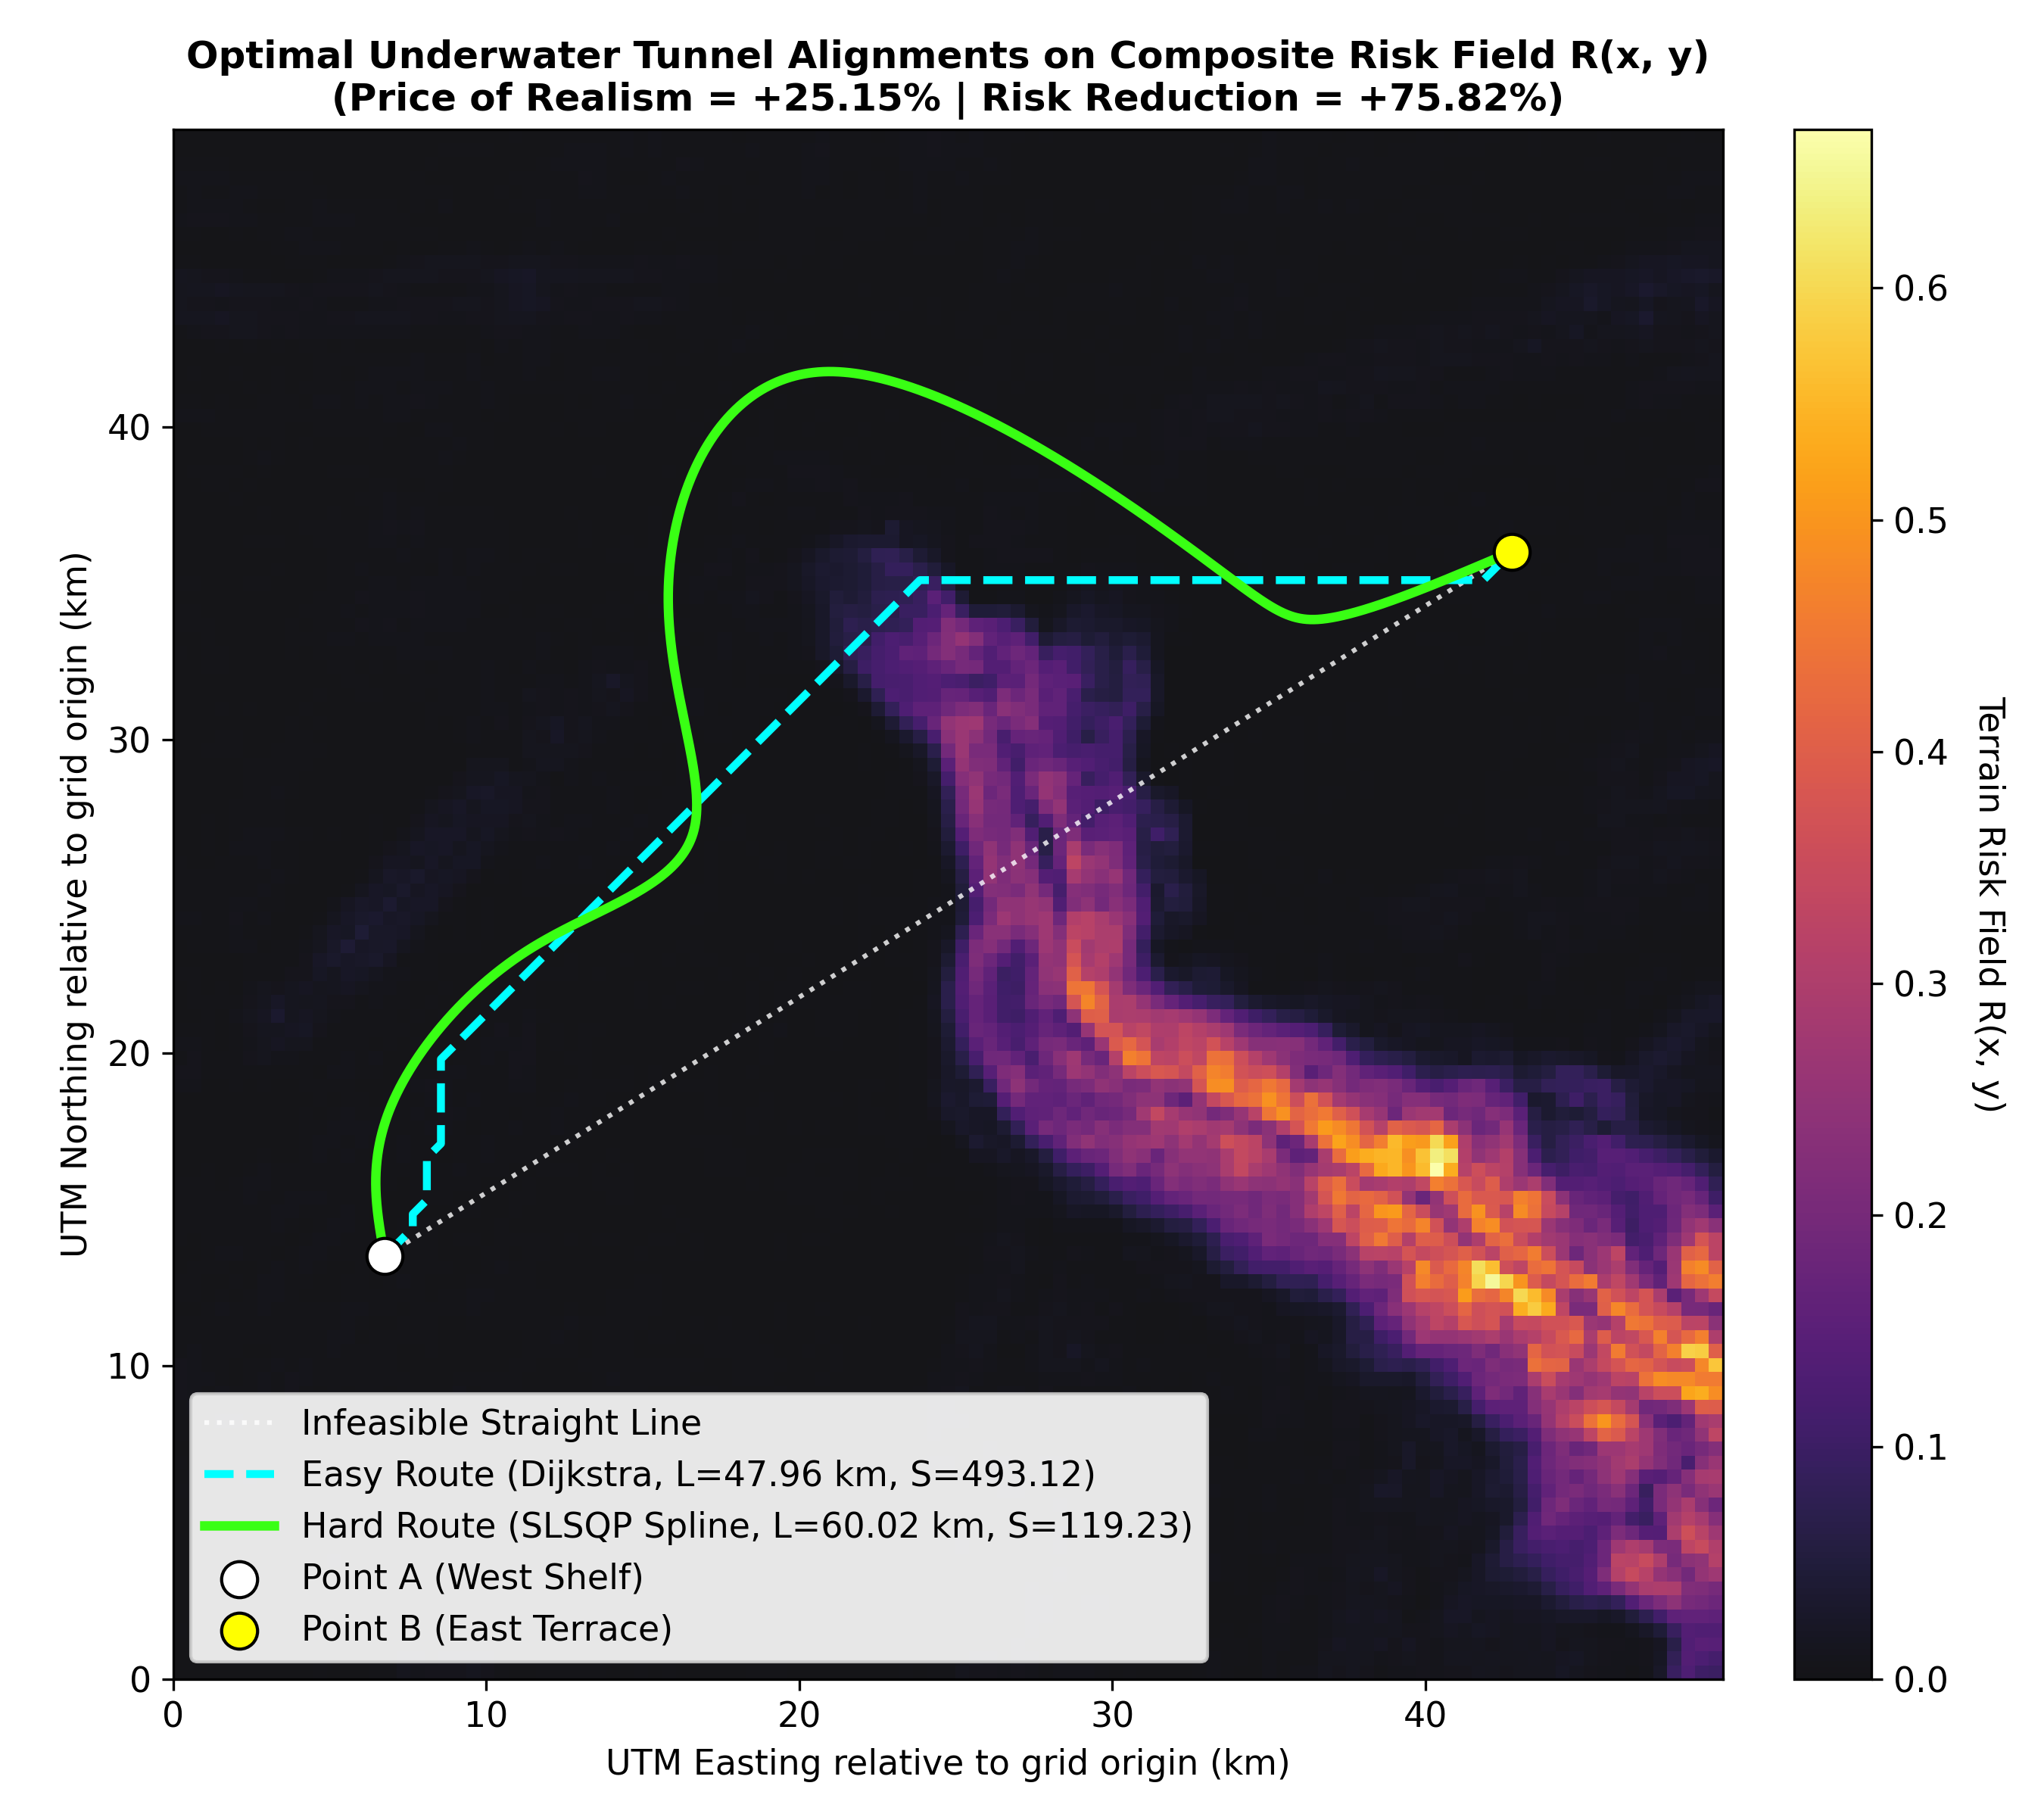 Optimal Underwater Tunnel Alignments on Composite Risk Field R(x, y)
(Price of Realism = +25.15% | Risk Reduction = +75.82%)
UTM Northing relative to grid origin (km)
40
30
20
10
0
0 10 20 30 40
UTM Easting relative to grid origin (km)
Infeasible Straight Line
Easy Route (Dijkstra, L=47.96 km, S=493.12)
Hard Route (SLSQP Spline, L=60.02 km, S=119.23)
Point A (West Shelf)
Point B (East Terrace)
0.6
0.5
0.4
0.3
0.2
0.1
0.0
Terrain Risk Field R(x, y)